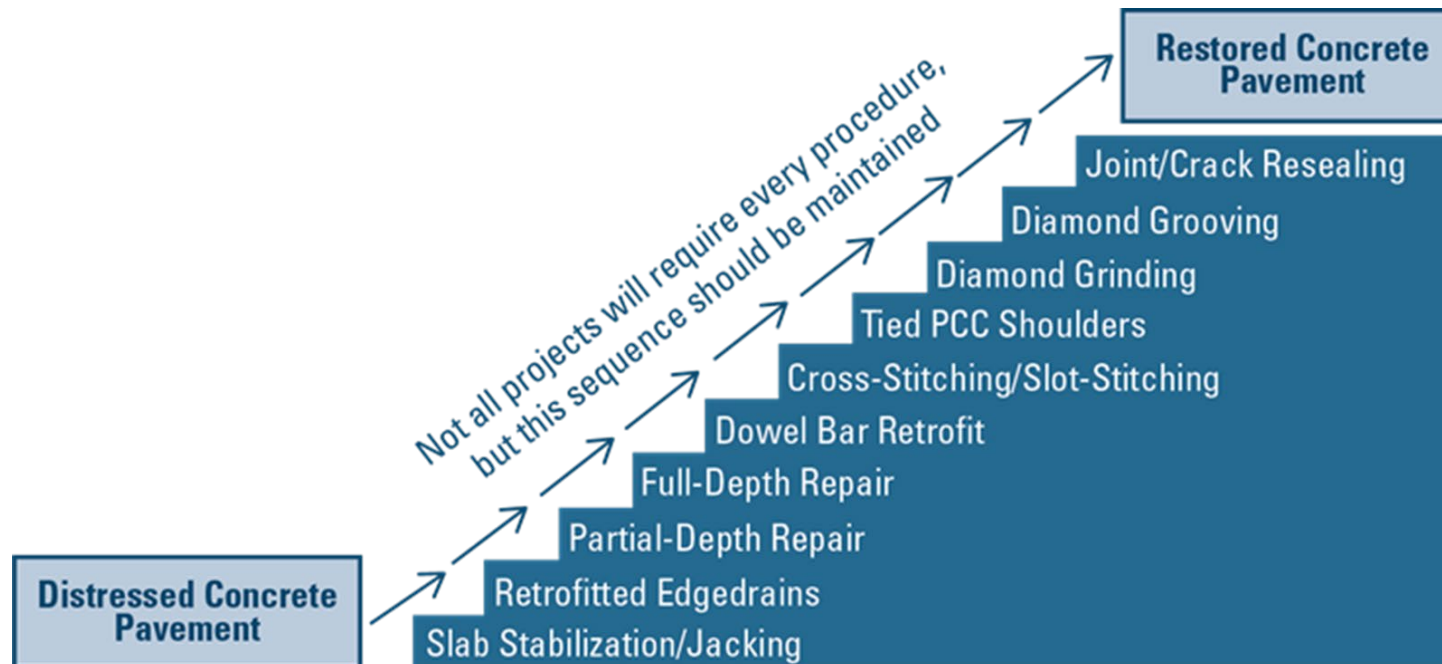 Restored Concrete
Pavement
Not all projects will require every procedure,
but this sequence should be maintained
Joint/Crack Resealing
Diamond Grooving
Diamond Grinding
Tied PCC Shoulders
Cross-Stitching/Slot-Stitching
Dowel Bar Retrofit
Full-Depth Repair
Partial-Depth Repair
Retrofitted Edgedrains
Slab Stabilization/Jacking
Distressed Concrete
Pavement